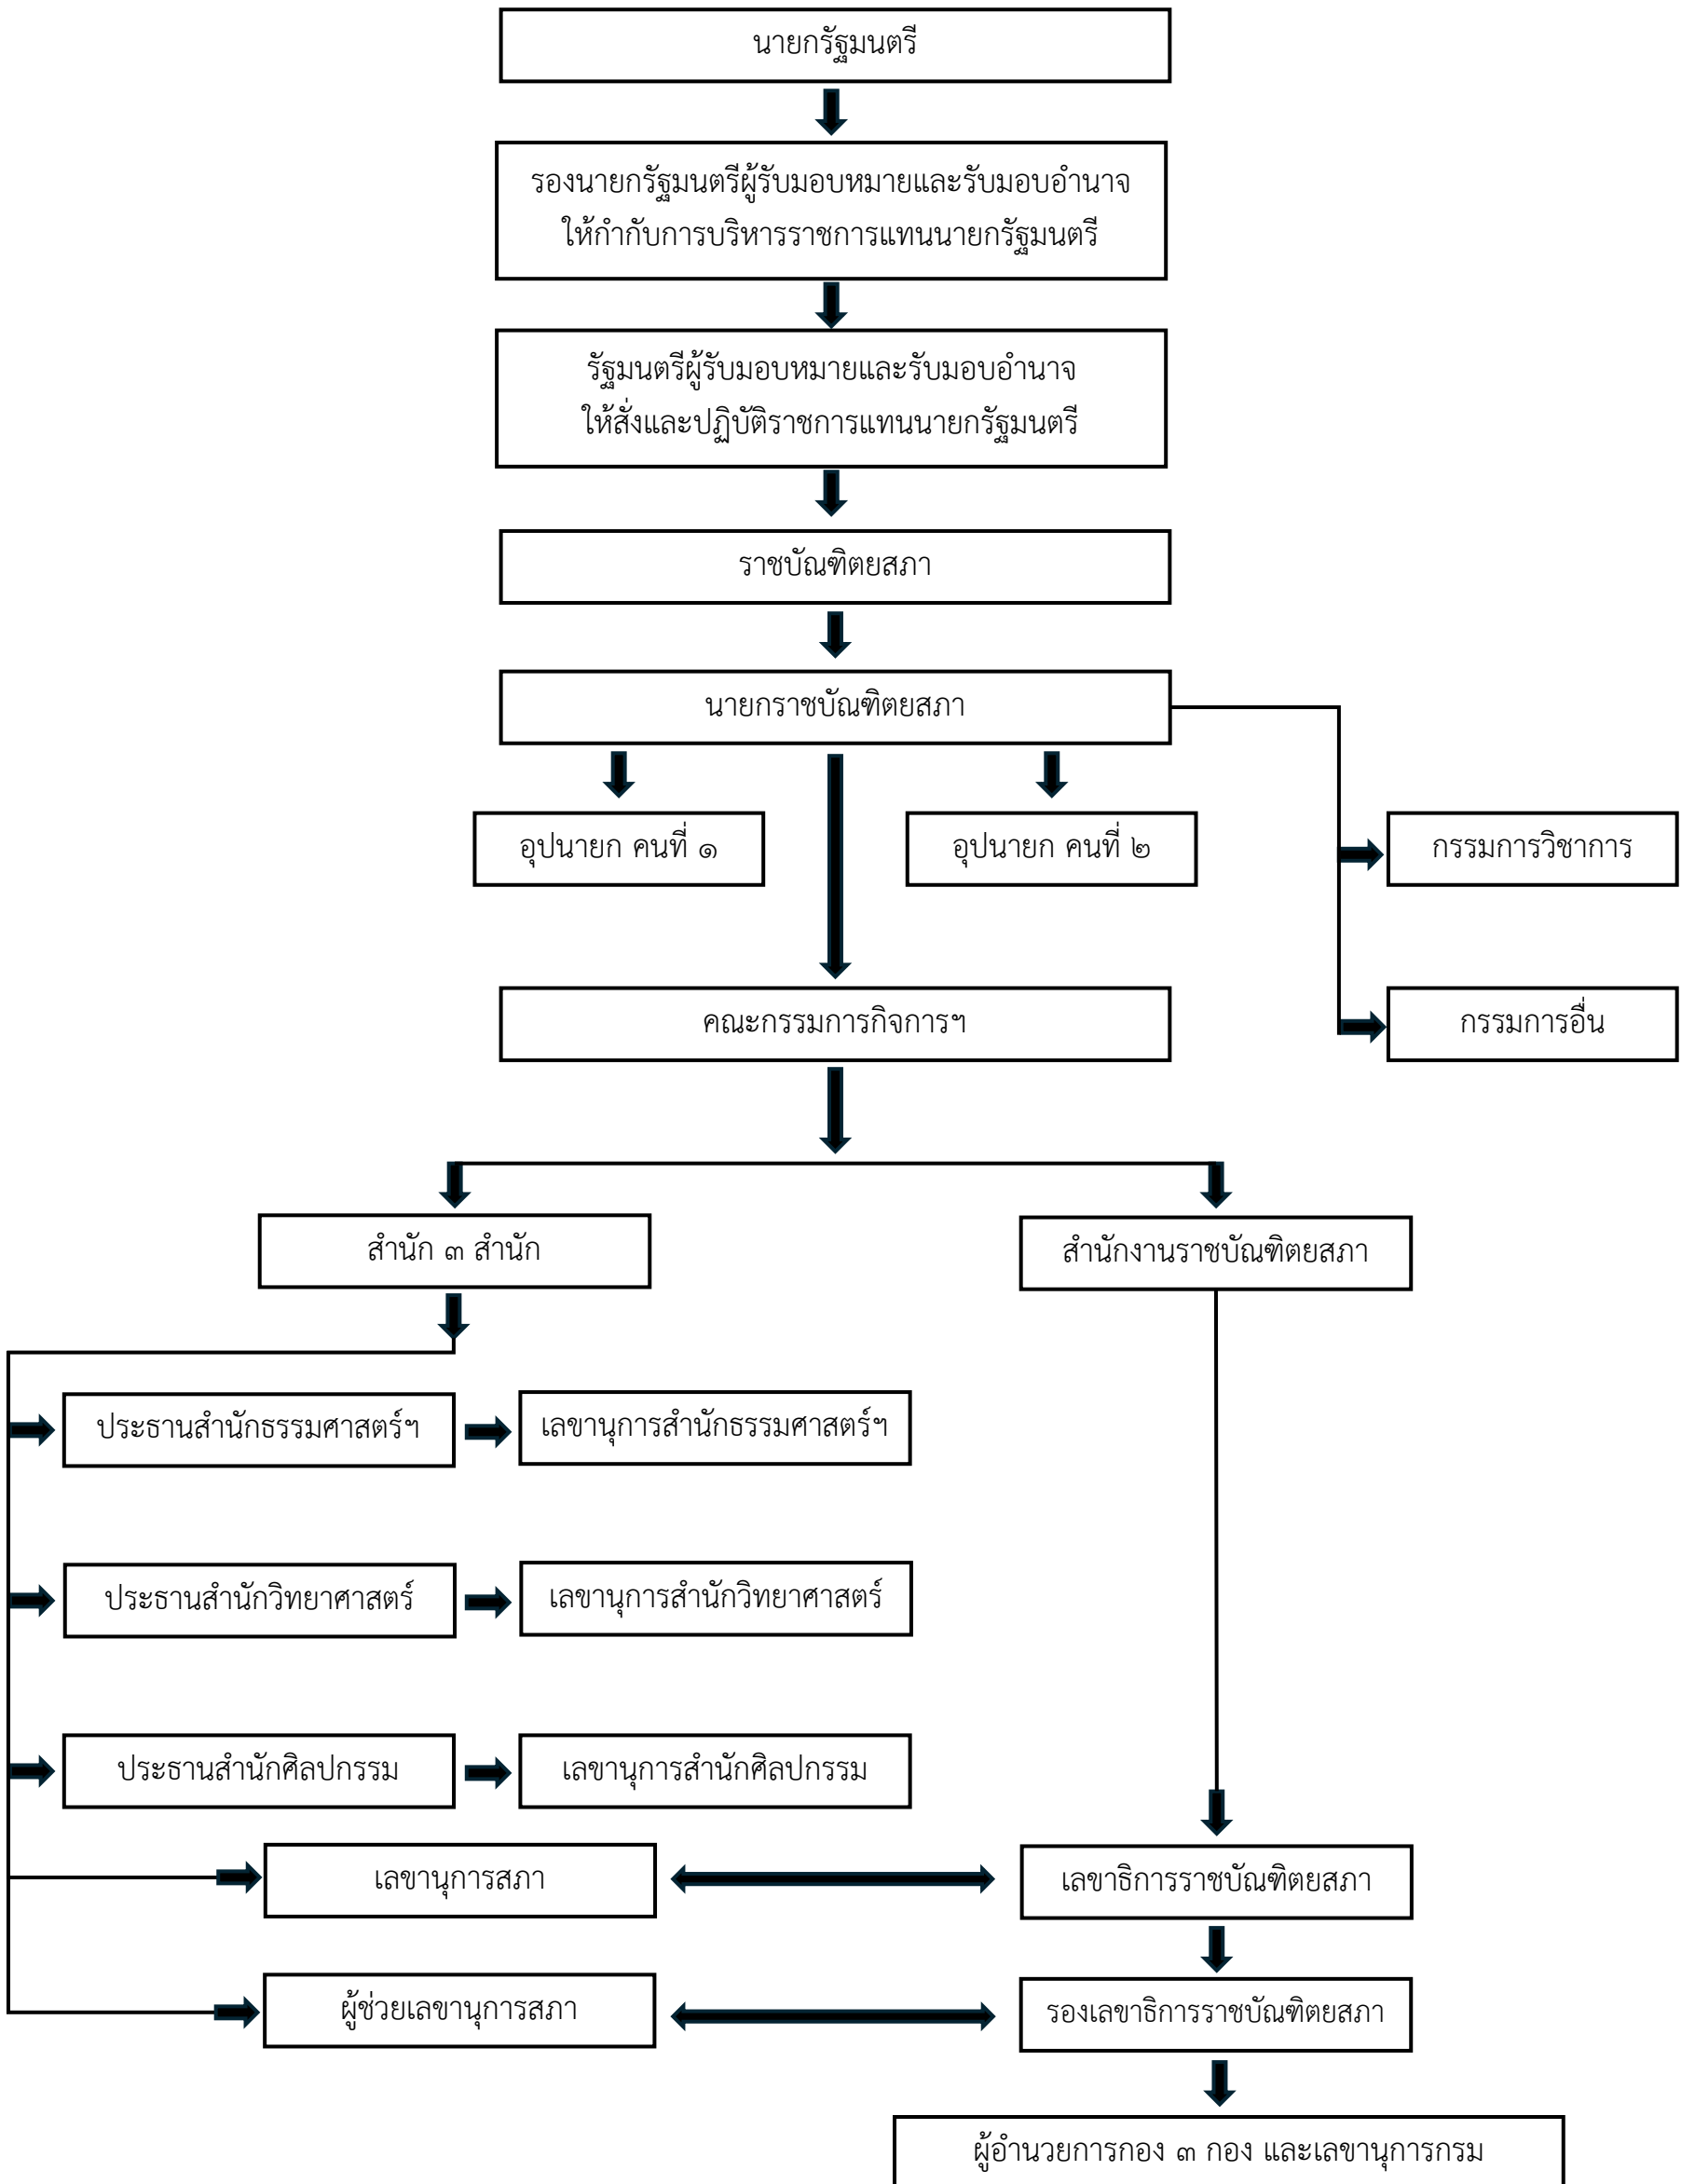 นายกรัฐมนตรี
รองนายกรัฐมนตรีผู้รับมอบหมายและรับมอบอำนาจ
ให้กำกับการบริหารราชการแทนนายกรัฐมนตรี
รัฐมนตรีผู้รับมอบหมายและรับมอบอำนาจ
ให้สั่งและปฏิบัติราชการแทนนายกรัฐมนตรี
ราชบัณฑิตยสภา
นายกราชบัณฑิตยสภา
อุปนายก คนที่ ๑
อุปนายก คนที่ ๒
กรรมการวิชาการ
คณะกรรมการกิจการฯ
กรรมการอื่น
สำนัก ๓ สำนัก
สำนักงานราชบัณฑิตยสภา
ประธานสำนักธรรมศาสตร์ฯ
เลขานุการสำนักธรรมศาสตร์ฯ
ประธานสำนักวิทยาศาสตร์
เลขานุการสำนักวิทยาศาสตร์
ประธานสำนักศิลปกรรม
เลขานุการสำนักศิลปกรรม
เลขานุการสภา
เลขาธิการราชบัณฑิตยสภา
ผู้ช่วยเลขานุการสภา
รองเลขาธิการราชบัณฑิตยสภา
ผู้อำนวยการกอง ๓ กอง และเลขานุการกรม